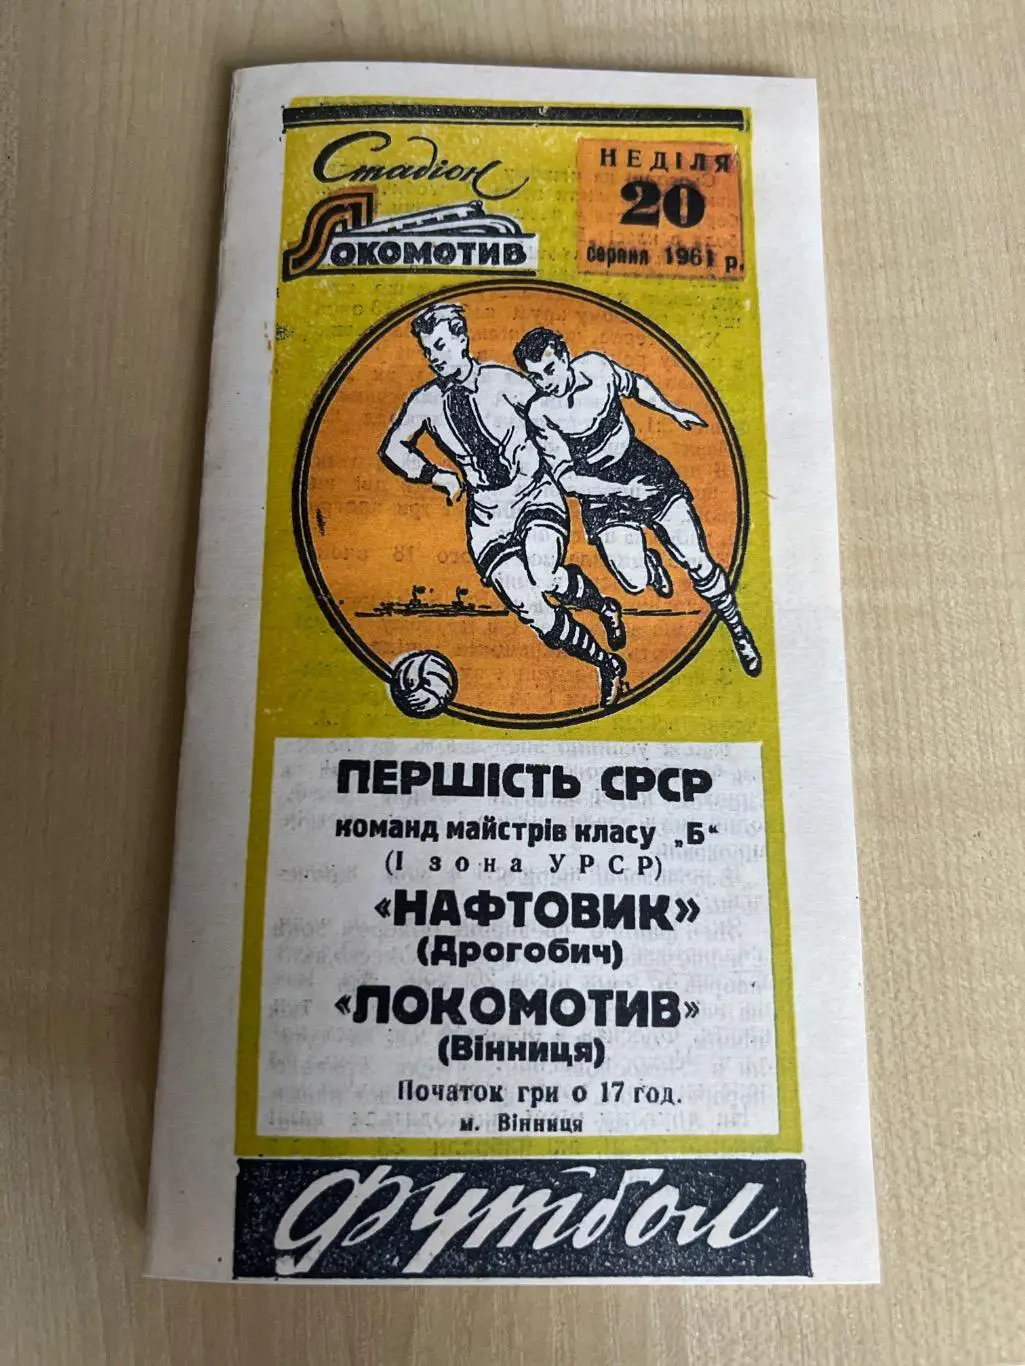 Стадіон
ЛОКОМОТИВ
НЕДІЛЯ
20
серпня 1961 р.
ПЕРШІСТЬ СРСР
КОМАНД МАЙСТРІВ КЛАСУ „Б“
(І зона УРСР)
«НАФТОВИК»
(Дрогобич)
«ЛОКОМОТИВ»
(Вінниця)
Початок гри о 17 год.
м. Вінниця
Футбол